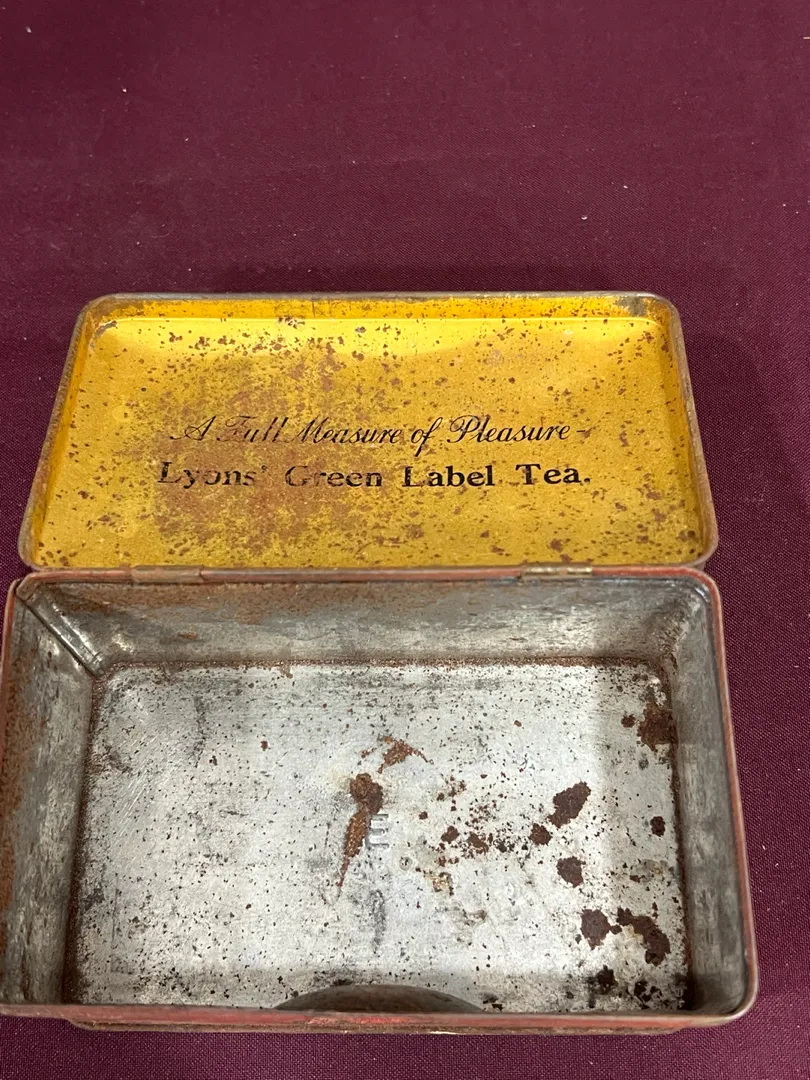 A Full Measure of Pleasure -
Lyons' Green Label Tea.